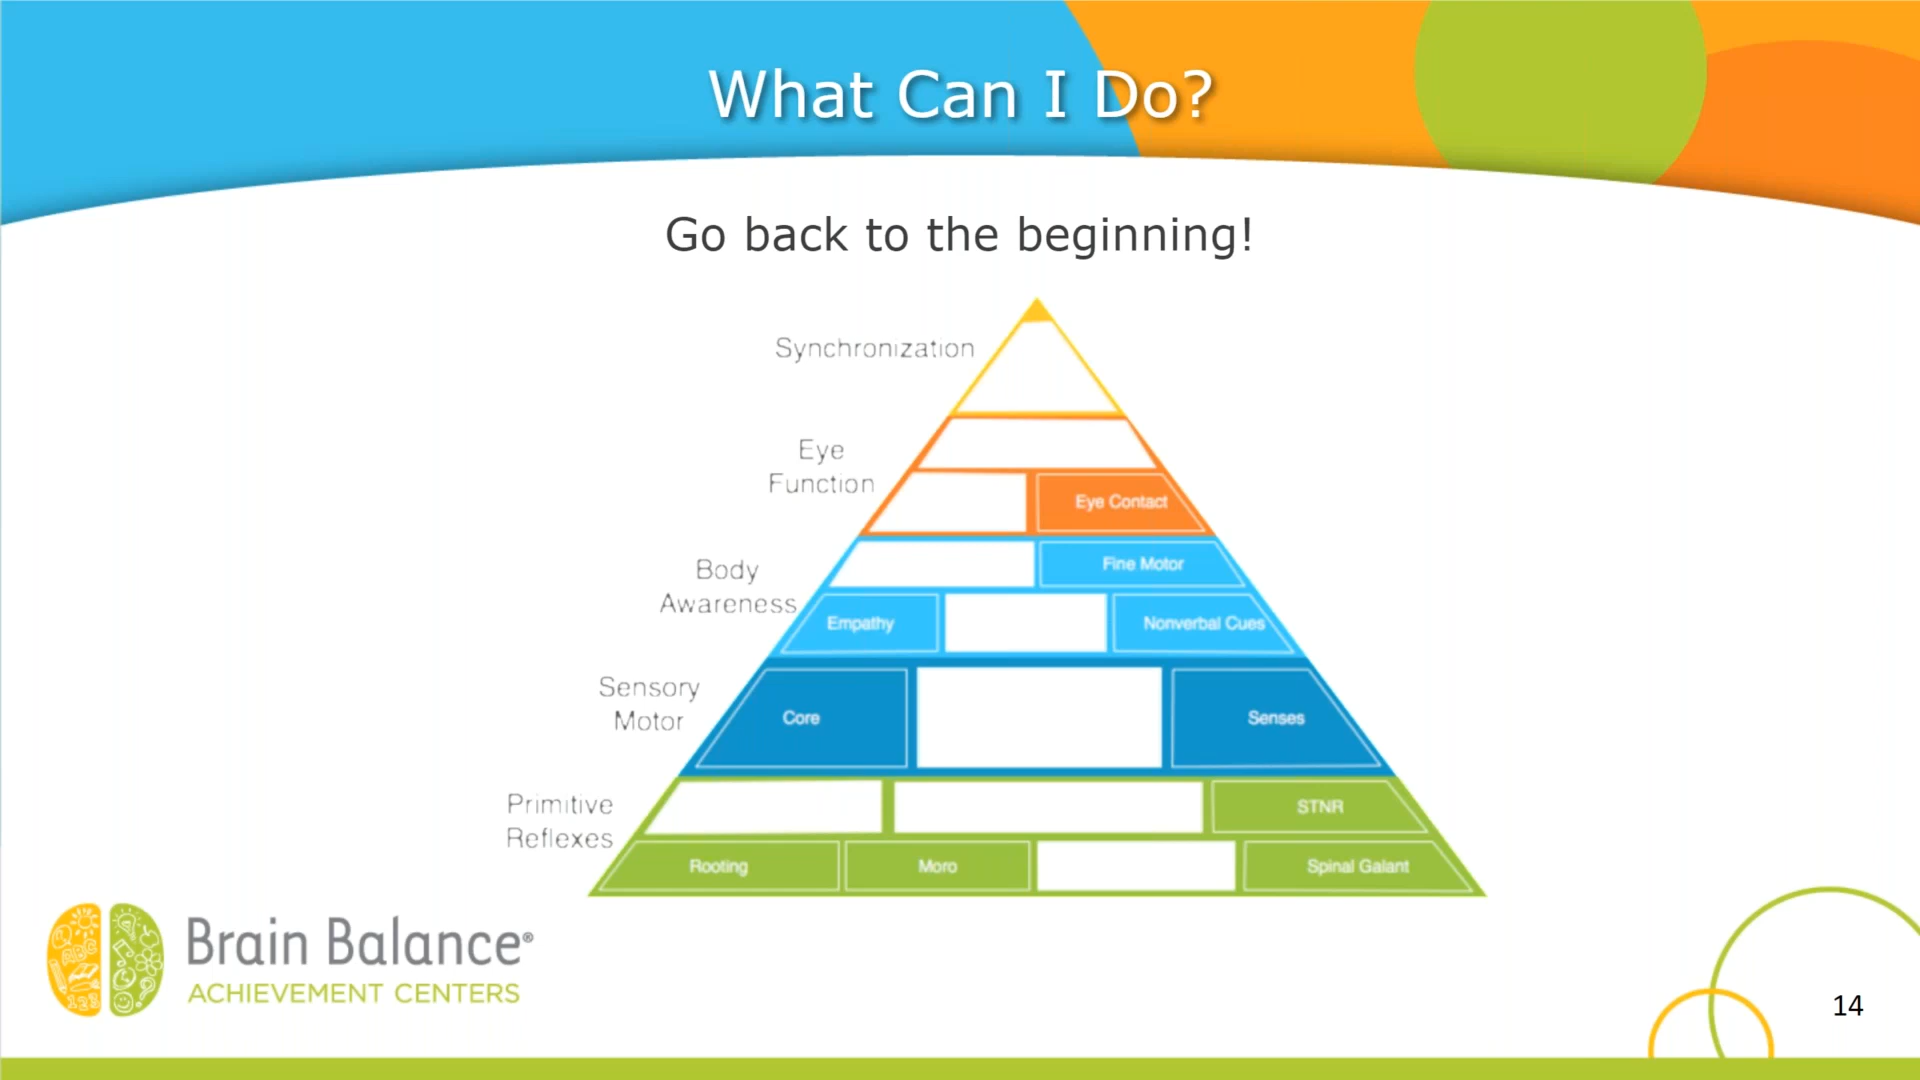 What Can I Do?
Go back to the beginning!
Synchronization
Eye
Function
Eye Contact
Body
Awareness
Fine Motor
Empathy
Nonverbal Cues
Sensory
Motor
Core
Senses
Primitive
Reflexes
STNR
Rooting
Moro
Spinal Galant
Brain Balance®
ACHIEVEMENT CENTERS
14